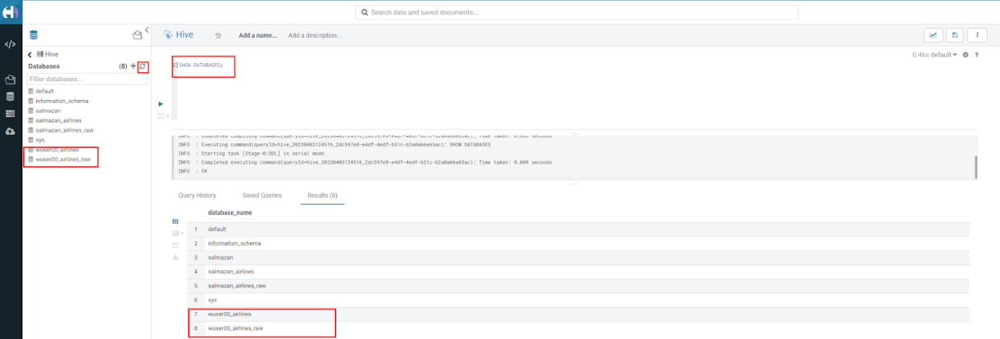 Search data and saved documents...
Hive
Add a name...
Add a description...
Hive
Databases (8)
Filter databases...
default
information_schema
salmazan
salmazan_airlines
salmazan_airlines_raw
sys
wuser00_airlines
wuser00_airlines_raw
0.46s default
?
1 SHOW DATABASES;
INFO : Completed compiling command(queryId=hive_20230403124516_2dc597e8-e4df-4edf-b31c-b2a0a66e65ac); Time taken: 0.063 seconds
INFO : Executing command(queryId=hive_20230403124516_2dc597e8-e4df-4edf-b31c-b2a0a66e65ac): SHOW DATABASES
INFO : Starting task [Stage-0:DDL] in serial mode
INFO : Completed executing command(queryId=hive_20230403124516_2dc597e8-e4df-4edf-b31c-b2a0a66e65ac); Time taken: 0.008 seconds
INFO : OK
Query History
Saved Queries
Results (8)
database_name
1 default
2 information_schema
3 salmazan
4 salmazan_airlines
5 salmazan_airlines_raw
6 sys
7 wuser00_airlines
8 wuser00_airlines_raw